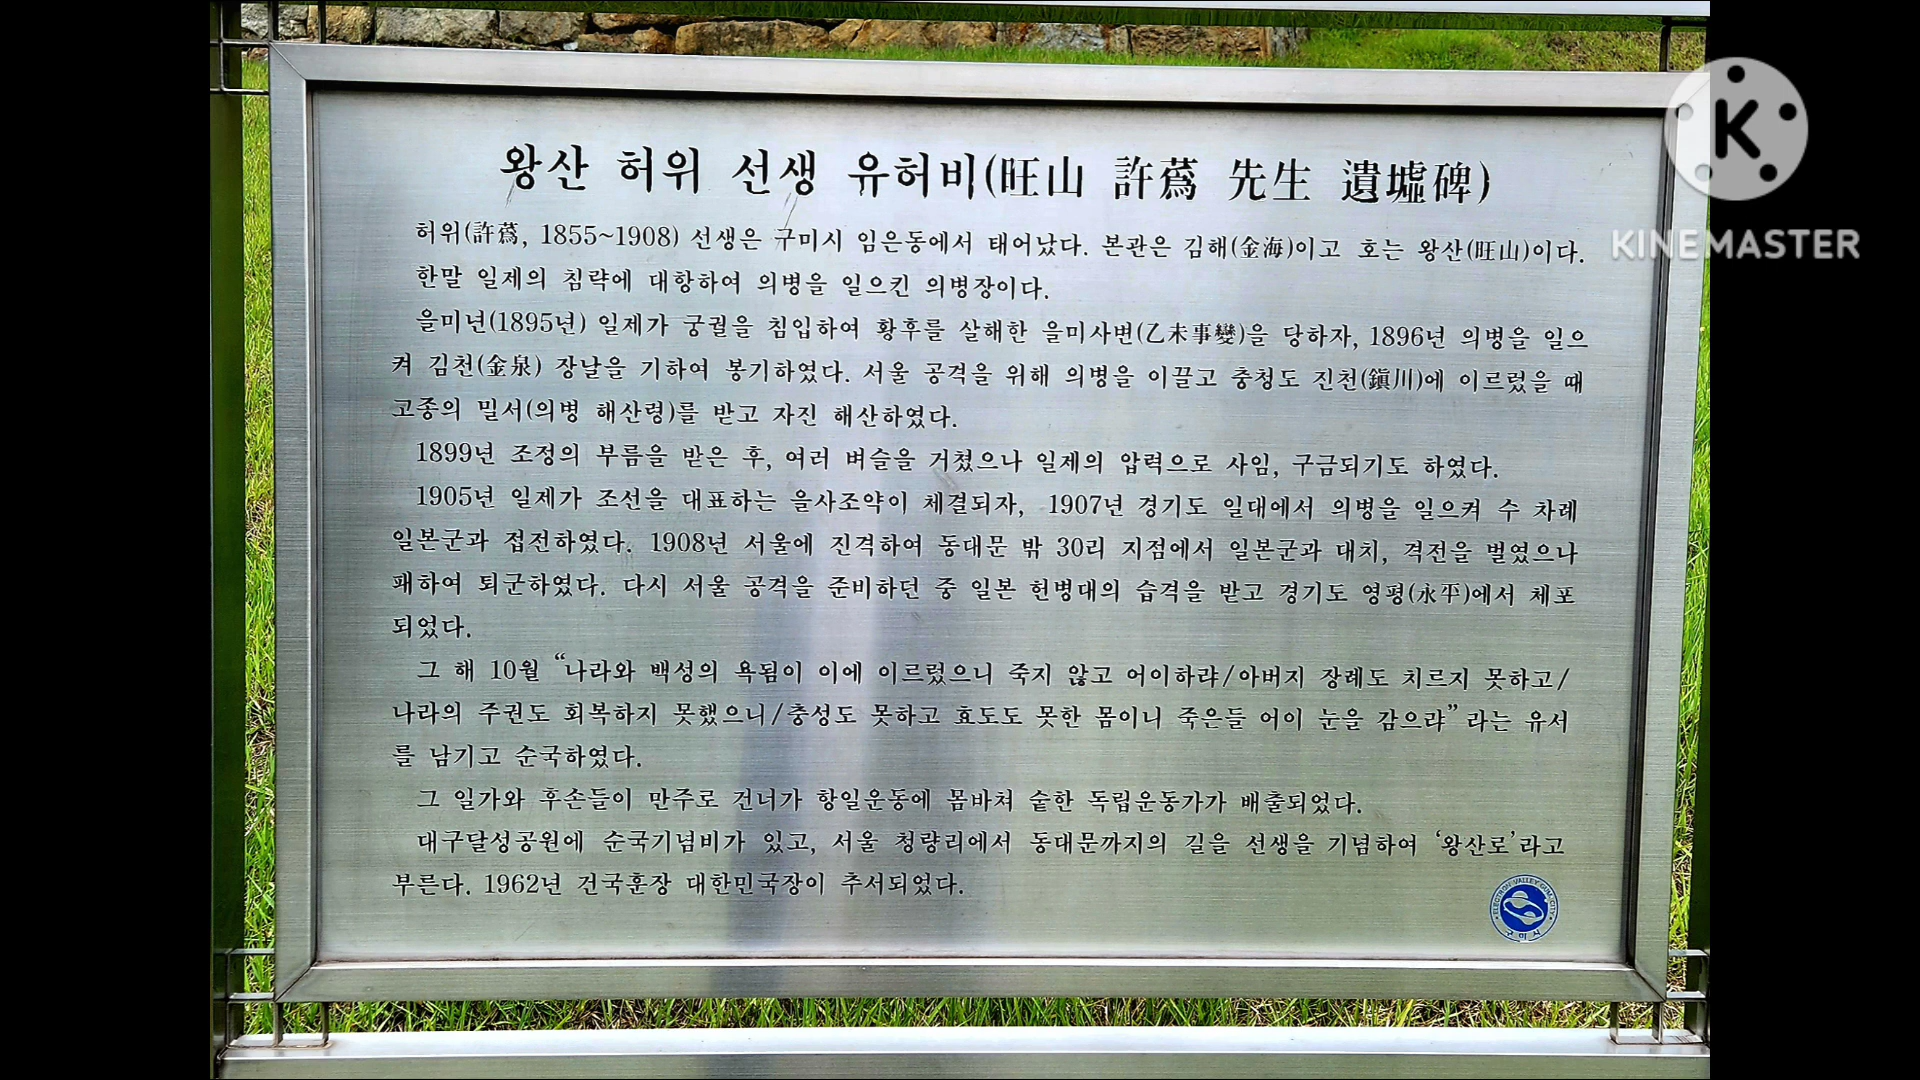 왕산 허위 선생 유허비(旺山 許蔿 先生 遺墟碑)
허위(許蔿, 1855~1908) 선생은 구미시 임은동에서 태어났다. 본관은 김해(金海)이고 호는 왕산(旺山)이다.
한말 일제의 침략에 대항하여 의병을 일으킨 의병장이다.
을미년(1895년) 일제가 궁궐을 침입하여 황후를 살해한 을미사변(乙未事變)을 당하자, 1896년 의병을 일으
켜 김천(金泉) 장날을 기하여 봉기하였다. 서울 공격을 위해 의병을 이끌고 충청도 진천(鎭川)에 이르렀을 때
고종의 밀서(의병 해산령)를 받고 자진 해산하였다.
1899년 조정의 부름을 받은 후, 여러 벼슬을 거쳤으나 일제의 압력으로 사임, 구금되기도 하였다.
1905년 일제가 조선을 대표하는 을사조약이 체결되자, 1907년 경기도 일대에서 의병을 일으켜 수 차례
일본군과 접전하였다. 1908년 서울에 진격하여 동대문 밖 30리 지점에서 일본군과 대치, 격전을 벌였으나
패하여 퇴군하였다. 다시 서울 공격을 준비하던 중 일본 헌병대의 습격을 받고 경기도 영평(永平)에서 체포
되었다.
그 해 10월 “나라와 백성의 욕됨이 이에 이르렀으니 죽지 않고 어이하랴/아버지 장례도 치르지 못하고/
나라의 주권도 회복하지 못했으니/충성도 못하고 효도도 못한 몸이니 죽은들 어이 눈을 감으랴”라는 유서
를 남기고 순국하였다.
그 일가와 후손들이 만주로 건너가 항일운동에 몸바쳐 숱한 독립운동가가 배출되었다.
대구달성공원에 순국기념비가 있고, 서울 청량리에서 동대문까지의 길을 선생을 기념하여 ‘왕산로’라고
부른다. 1962년 건국훈장 대한민국장이 추서되었다.
ELECTRON VALLEY GUMI CITY
구미시
K
KINEMASTER